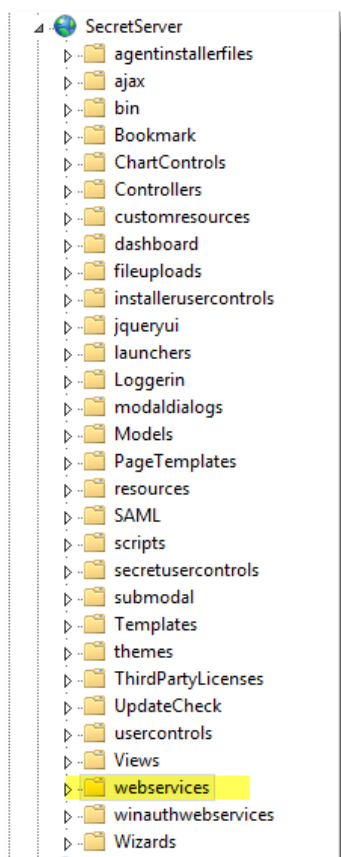 SecretServer
agentinstallerfiles
ajax
bin
Bookmark
ChartControls
Controllers
customresources
dashboard
fileuploads
installerusercontrols
jqueryui
launchers
Loggerin
modaldialogs
Models
PageTemplates
resources
SAML
scripts
secretusercontrols
submodal
Templates
themes
ThirdPartyLicenses
UpdateCheck
usercontrols
Views
webservices
winauthwebservices
Wizards